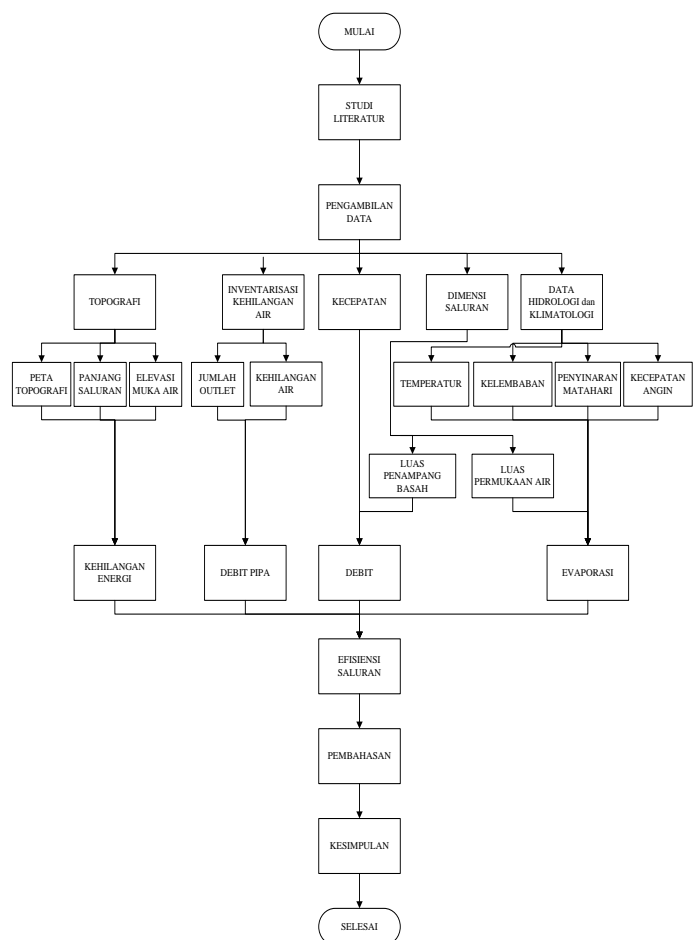 MULAI
STUDI
LITERATUR
PENGAMBILAN
DATA
TOPOGRAFI
INVENTARISASI
KEHILANGAN
AIR
KECEPATAN
DIMENSI
SALURAN
DATA
HIDROLOGI dan
KLIMATOLOGI
PETA
TOPOGRAFI
PANJANG
SALURAN
ELEVASI
MUKA AIR
JUMLAH
OUTLET
KEHILANGAN
AIR
TEMPERATUR
KELEMBABAN
PENYINARAN
MATAHARI
KECEPATAN
ANGIN
LUAS
PENAMPANG
BASAH
LUAS
PERMUKAAN AIR
KEHILANGAN
ENERGI
DEBIT PIPA
DEBIT
EVAPORASI
EFISIENSI
SALURAN
PEMBAHASAN
KESIMPULAN
SELESAI